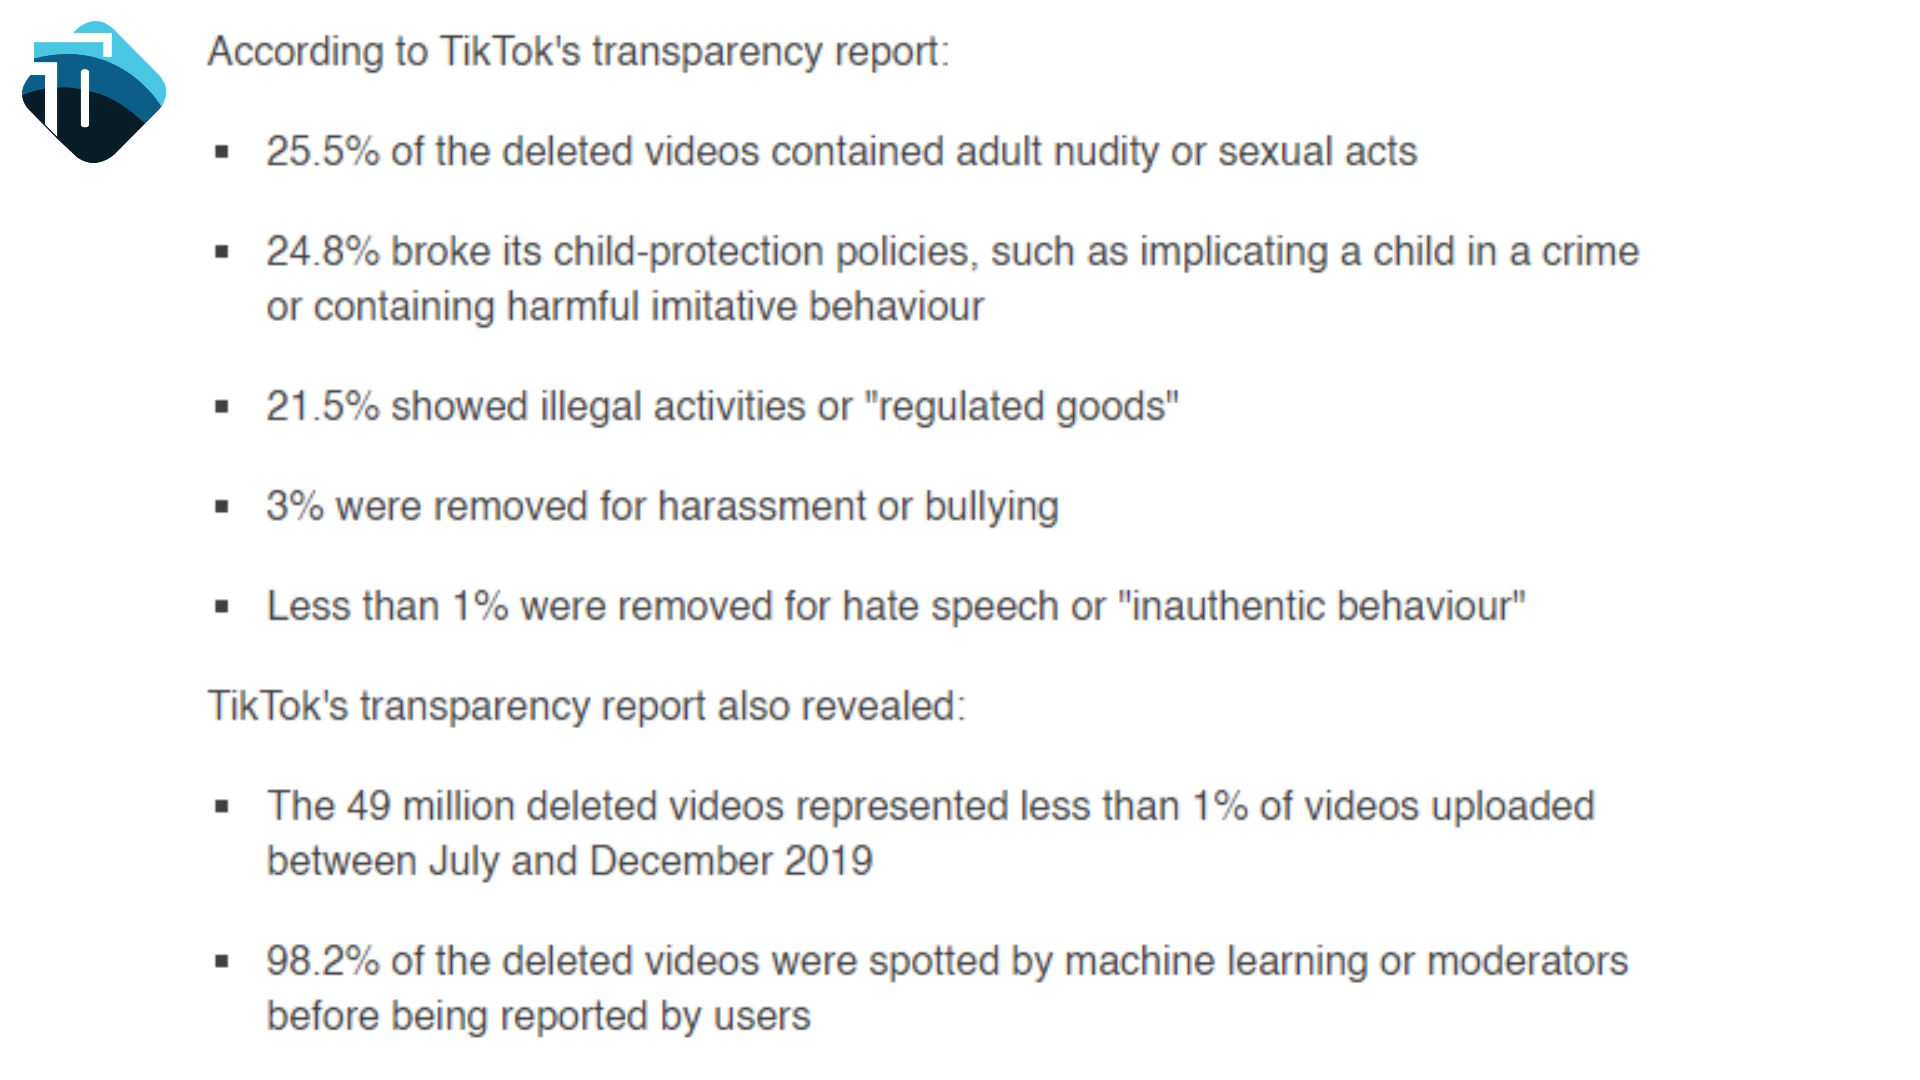 According to TikTok's transparency report:
▪ 25.5% of the deleted videos contained adult nudity or sexual acts
▪ 24.8% broke its child-protection policies, such as implicating a child in a crime
or containing harmful imitative behaviour
▪ 21.5% showed illegal activities or "regulated goods"
▪ 3% were removed for harassment or bullying
▪ Less than 1% were removed for hate speech or "inauthentic behaviour"
TikTok's transparency report also revealed:
▪ The 49 million deleted videos represented less than 1% of videos uploaded
between July and December 2019
▪ 98.2% of the deleted videos were spotted by machine learning or moderators
before being reported by users